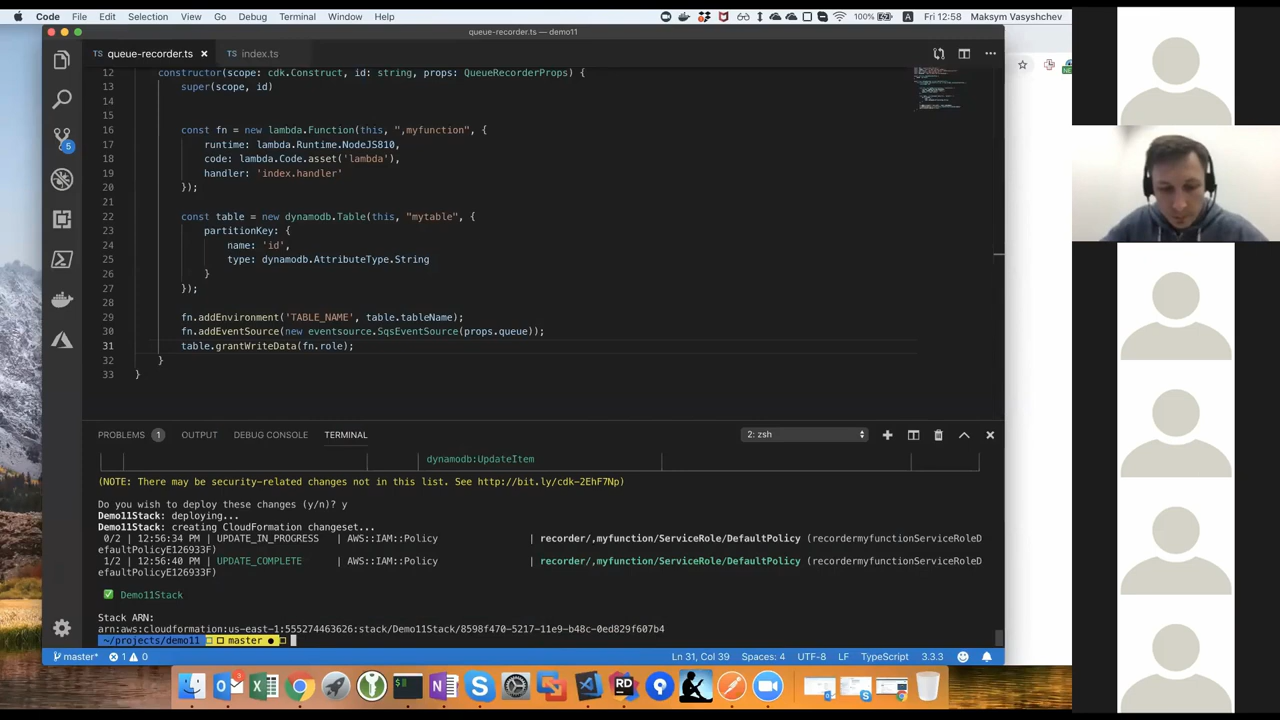 Code File Edit Selection View Go Debug Terminal Window Help 100% A Fri 12:58 Maksym Vasyshchev
queue-recorder.ts — demo11
TS queue-recorder.ts × TS index.ts
12 constructor(scope: cdk.Construct, id: string, props: QueueRecorderProps) {
13 super(scope, id)
14
15
16 const fn = new lambda.Function(this, ",myfunction", {
17 runtime: lambda.Runtime.NodeJS810,
18 code: lambda.Code.asset('lambda'),
19 handler: 'index.handler'
20 });
21
22 const table = new dynamodb.Table(this, "mytable", {
23 partitionKey: {
24 name: 'id',
25 type: dynamodb.AttributeType.String
26 }
27 });
28
29 fn.addEnvironment('TABLE_NAME', table.tableName);
30 fn.addEventSource(new eventsource.SqsEventSource(props.queue));
31 table.grantWriteData(fn.role);
32 }
33 }
5
PROBLEMS 1 OUTPUT DEBUG CONSOLE TERMINAL 2: zsh
dynamodb:UpdateItem
(NOTE: There may be security-related changes not in this list. See http://bit.ly/cdk-2EhF7Np)
Do you wish to deploy these changes (y/n)? y
Demo11Stack: deploying...
Demo11Stack: creating CloudFormation changeset...
0/2 | 12:56:34 PM | UPDATE_IN_PROGRESS | AWS::IAM::Policy | recorder/,myfunction/ServiceRole/DefaultPolicy (recordermyfunctionServiceRoleD
efaultPolicyE126933F)
1/2 | 12:56:40 PM | UPDATE_COMPLETE | AWS::IAM::Policy | recorder/,myfunction/ServiceRole/DefaultPolicy (recordermyfunctionServiceRoleD
efaultPolicyE126933F)
Demo11Stack
Stack ARN:
arn:aws:cloudformation:us-east-1:555274463626:stack/Demo11Stack/8598f470-5217-11e9-b48c-0ed829f607b4
~/projects/demo11 master ●
master* 1 0 Ln 31, Col 39 Spaces: 4 UTF-8 LF TypeScript 3.3.3